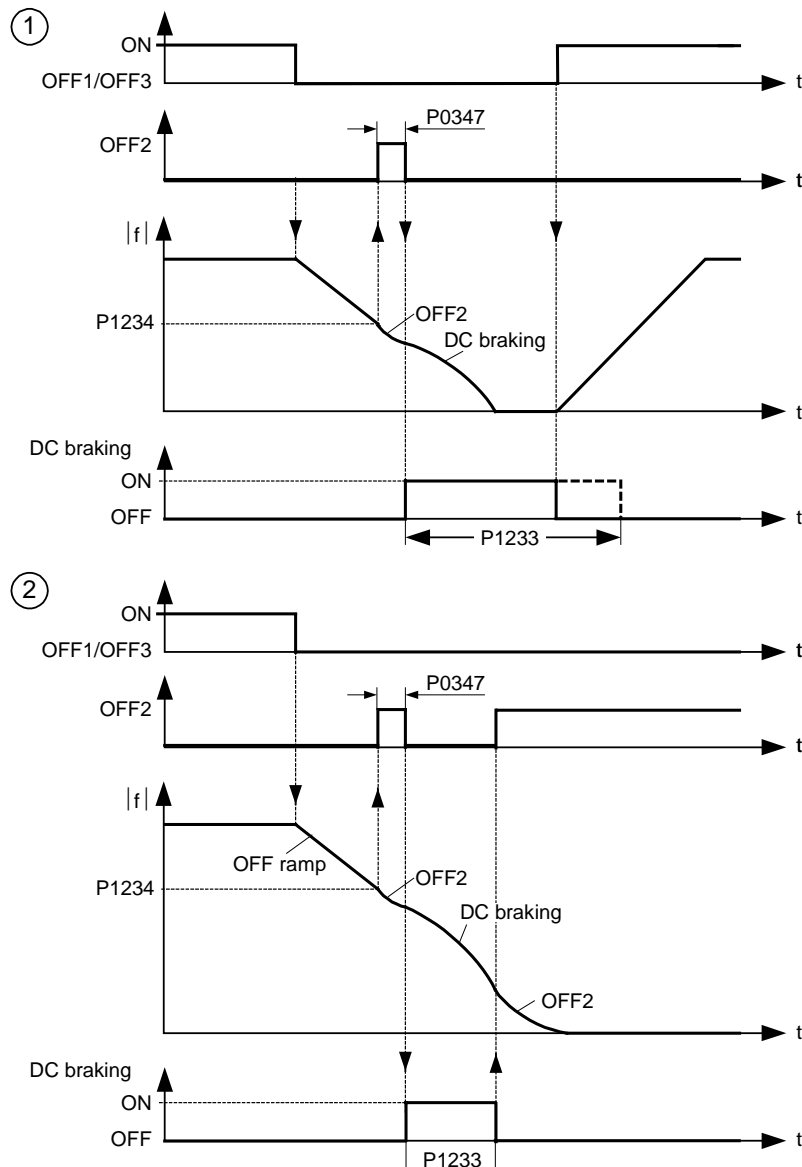 1
ON
OFF1/OFF3
t
P0347
OFF2
t
|f|
P1234
OFF2
DC braking
t
DC braking
ON
OFF
t
P1233
2
ON
OFF1/OFF3
t
P0347
OFF2
t
|f|
OFF ramp
P1234
OFF2
DC braking
OFF2
t
DC braking
ON
OFF
t
P1233